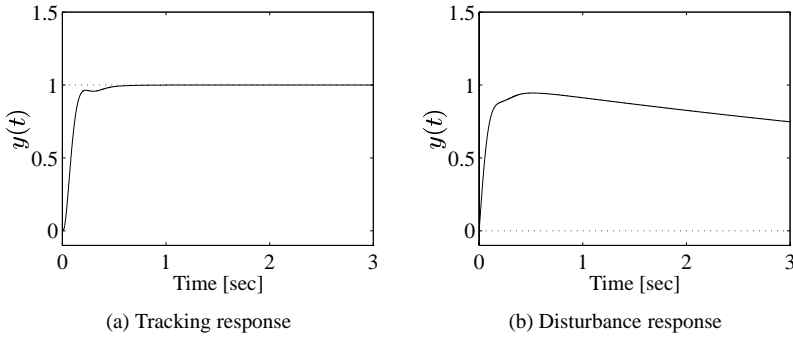 1.5
1
0.5
0
y(t)
0 1 2 3
Time [sec]
(a) Tracking response
1.5
1
0.5
0
y(t)
0 1 2 3
Time [sec]
(b) Disturbance response